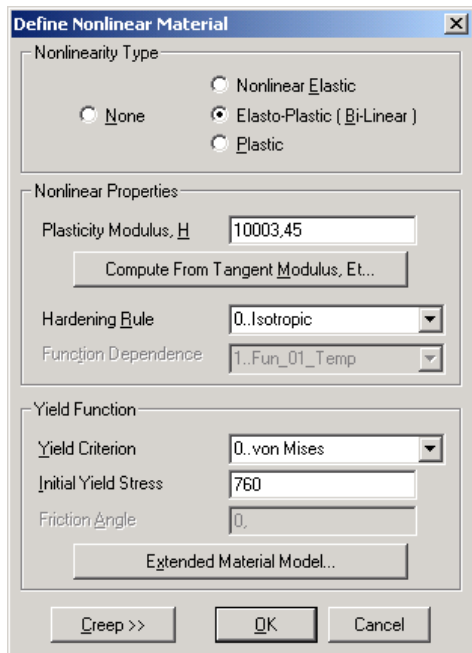 Define Nonlinear Material
Nonlinearity Type
Nonlinear Elastic
None
Elasto-Plastic ( Bi-Linear )
Plastic
Nonlinear Properties
Plasticity Modulus, H 10003,45
Compute From Tangent Modulus, Et...
Hardening Rule 0..Isotropic
Function Dependence 1..Fun_01_Temp
Yield Function
Yield Criterion 0..von Mises
Initial Yield Stress 760
Friction Angle 0,
Extended Material Model...
Creep >> OK Cancel